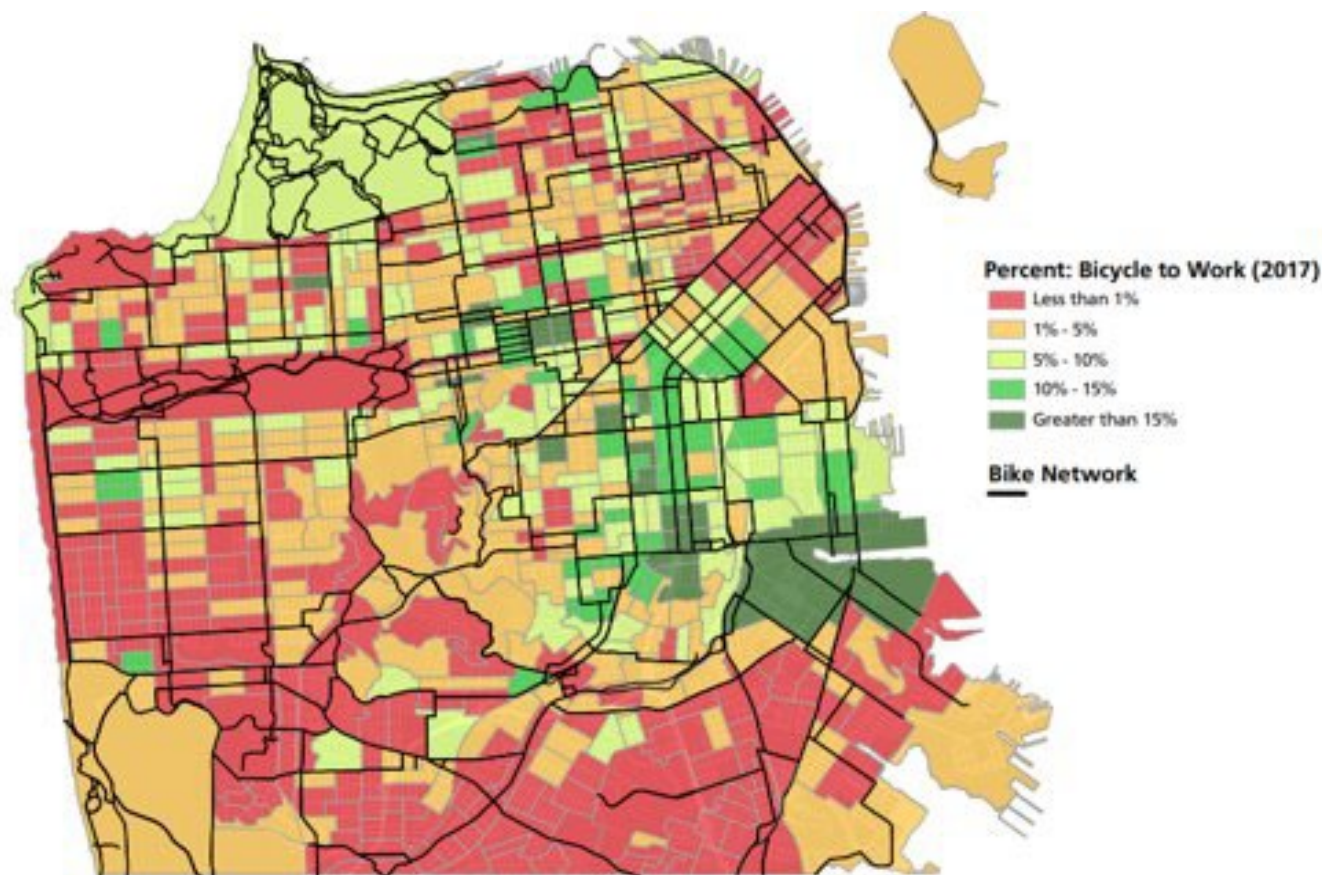 Percent: Bicycle to Work (2017)
Less than 1%
1% - 5%
5% - 10%
10% - 15%
Greater than 15%
Bike Network